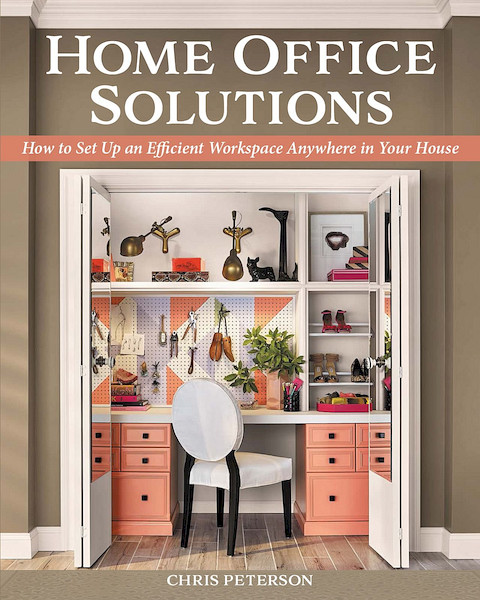 HOME OFFICE
SOLUTIONS
How to Set Up an Efficient Workspace Anywhere in Your House
CHRIS PETERSON